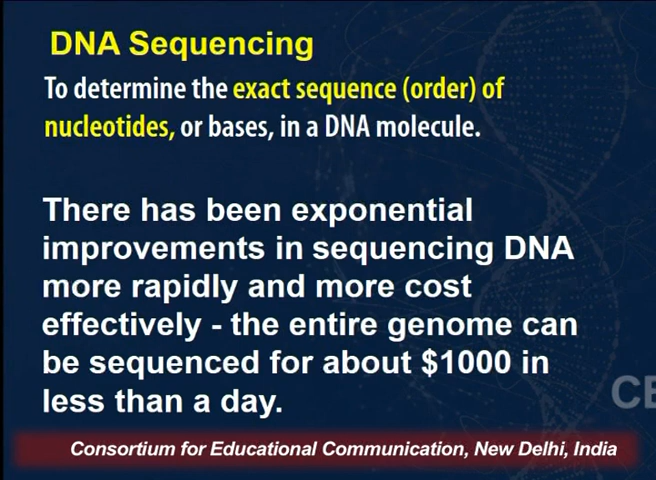 DNA Sequencing
To determine the exact sequence (order) of
nucleotides, or bases, in a DNA molecule.
There has been exponential
improvements in sequencing DNA
more rapidly and more cost
effectively - the entire genome can
be sequenced for about $1000 in
less than a day.
CE
Consortium for Educational Communication, New Delhi, India